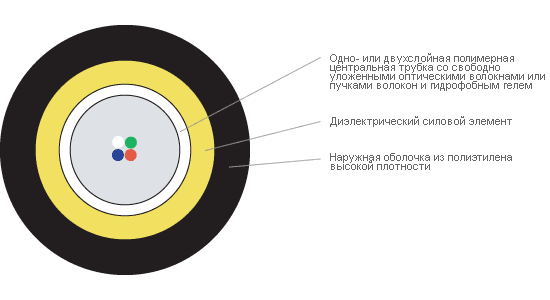 Одно- или двухслойная полимерная
центральная трубка со свободно
уложенными оптическими волокнами или
пучками волокон и гидрофобным гелем
Диэлектрический силовой элемент
Наружная оболочка из полиэтилена
высокой плотности